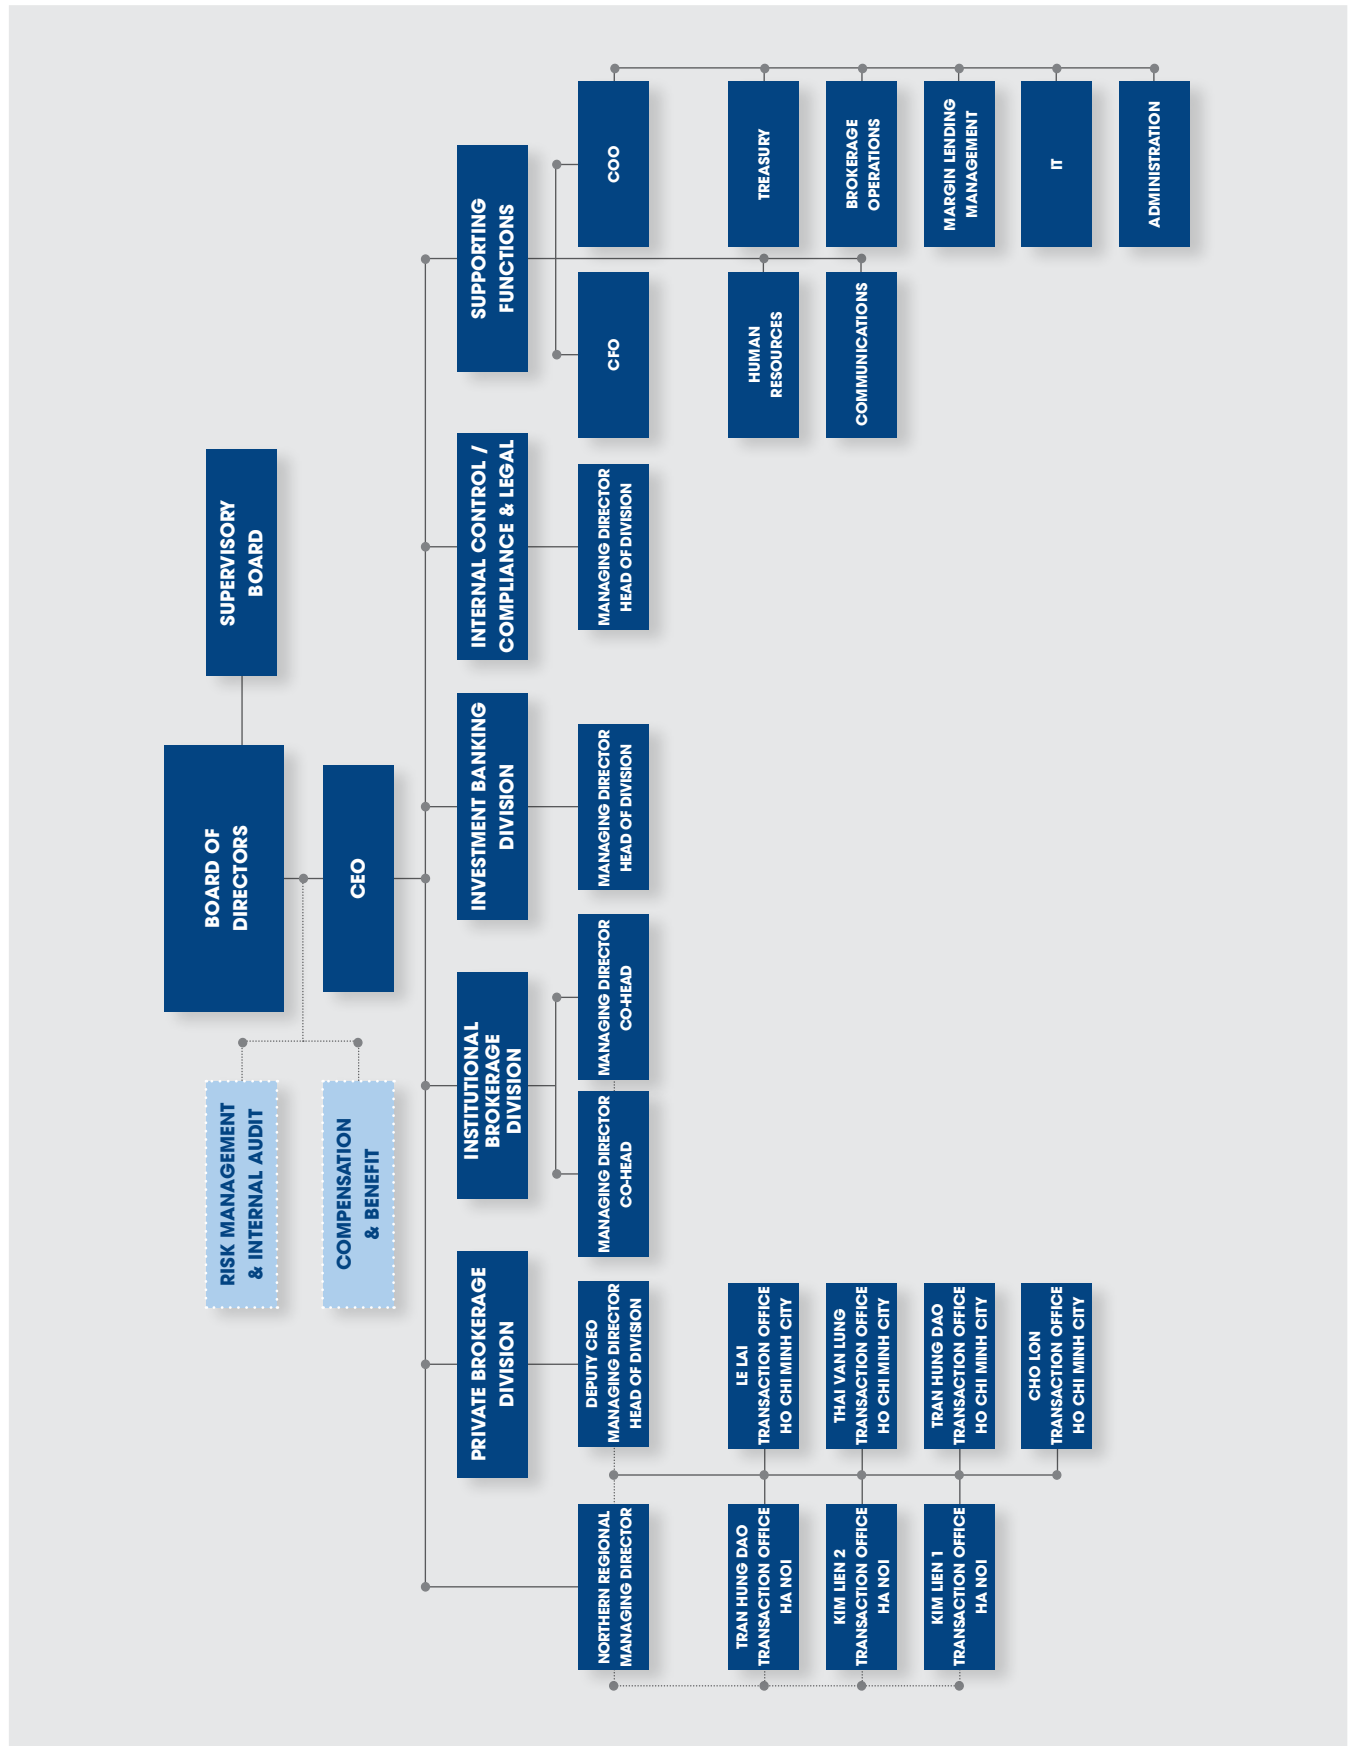 BOARD OF
DIRECTORS
SUPERVISORY
BOARD
RISK MANAGEMENT
& INTERNAL AUDIT
COMPENSATION
& BENEFIT
CEO
PRIVATE BROKERAGE
DIVISION
INSTITUTIONAL
BROKERAGE
DIVISION
INVESTMENT BANKING
DIVISION
INTERNAL CONTROL /
COMPLIANCE & LEGAL
SUPPORTING
FUNCTIONS
NORTHERN REGIONAL
MANAGING DIRECTOR
DEPUTY CEO
MANAGING DIRECTOR
HEAD OF DIVISION
MANAGING DIRECTOR
CO-HEAD
MANAGING DIRECTOR
CO-HEAD
MANAGING DIRECTOR
HEAD OF DIVISION
MANAGING DIRECTOR
HEAD OF DIVISION
CFO
COO
TRAN HUNG DAO
TRANSACTION OFFICE
HA NOI
LE LAI
TRANSACTION OFFICE
HO CHI MINH CITY
HUMAN
RESOURCES
TREASURY
KIM LIEN 2
TRANSACTION OFFICE
HA NOI
THAI VAN LUNG
TRANSACTION OFFICE
HO CHI MINH CITY
COMMUNICATIONS
BROKERAGE
OPERATIONS
KIM LIEN 1
TRANSACTION OFFICE
HA NOI
TRAN HUNG DAO
TRANSACTION OFFICE
HO CHI MINH CITY
MARGIN LENDING
MANAGEMENT
CHO LON
TRANSACTION OFFICE
HO CHI MINH CITY
IT
ADMINISTRATION